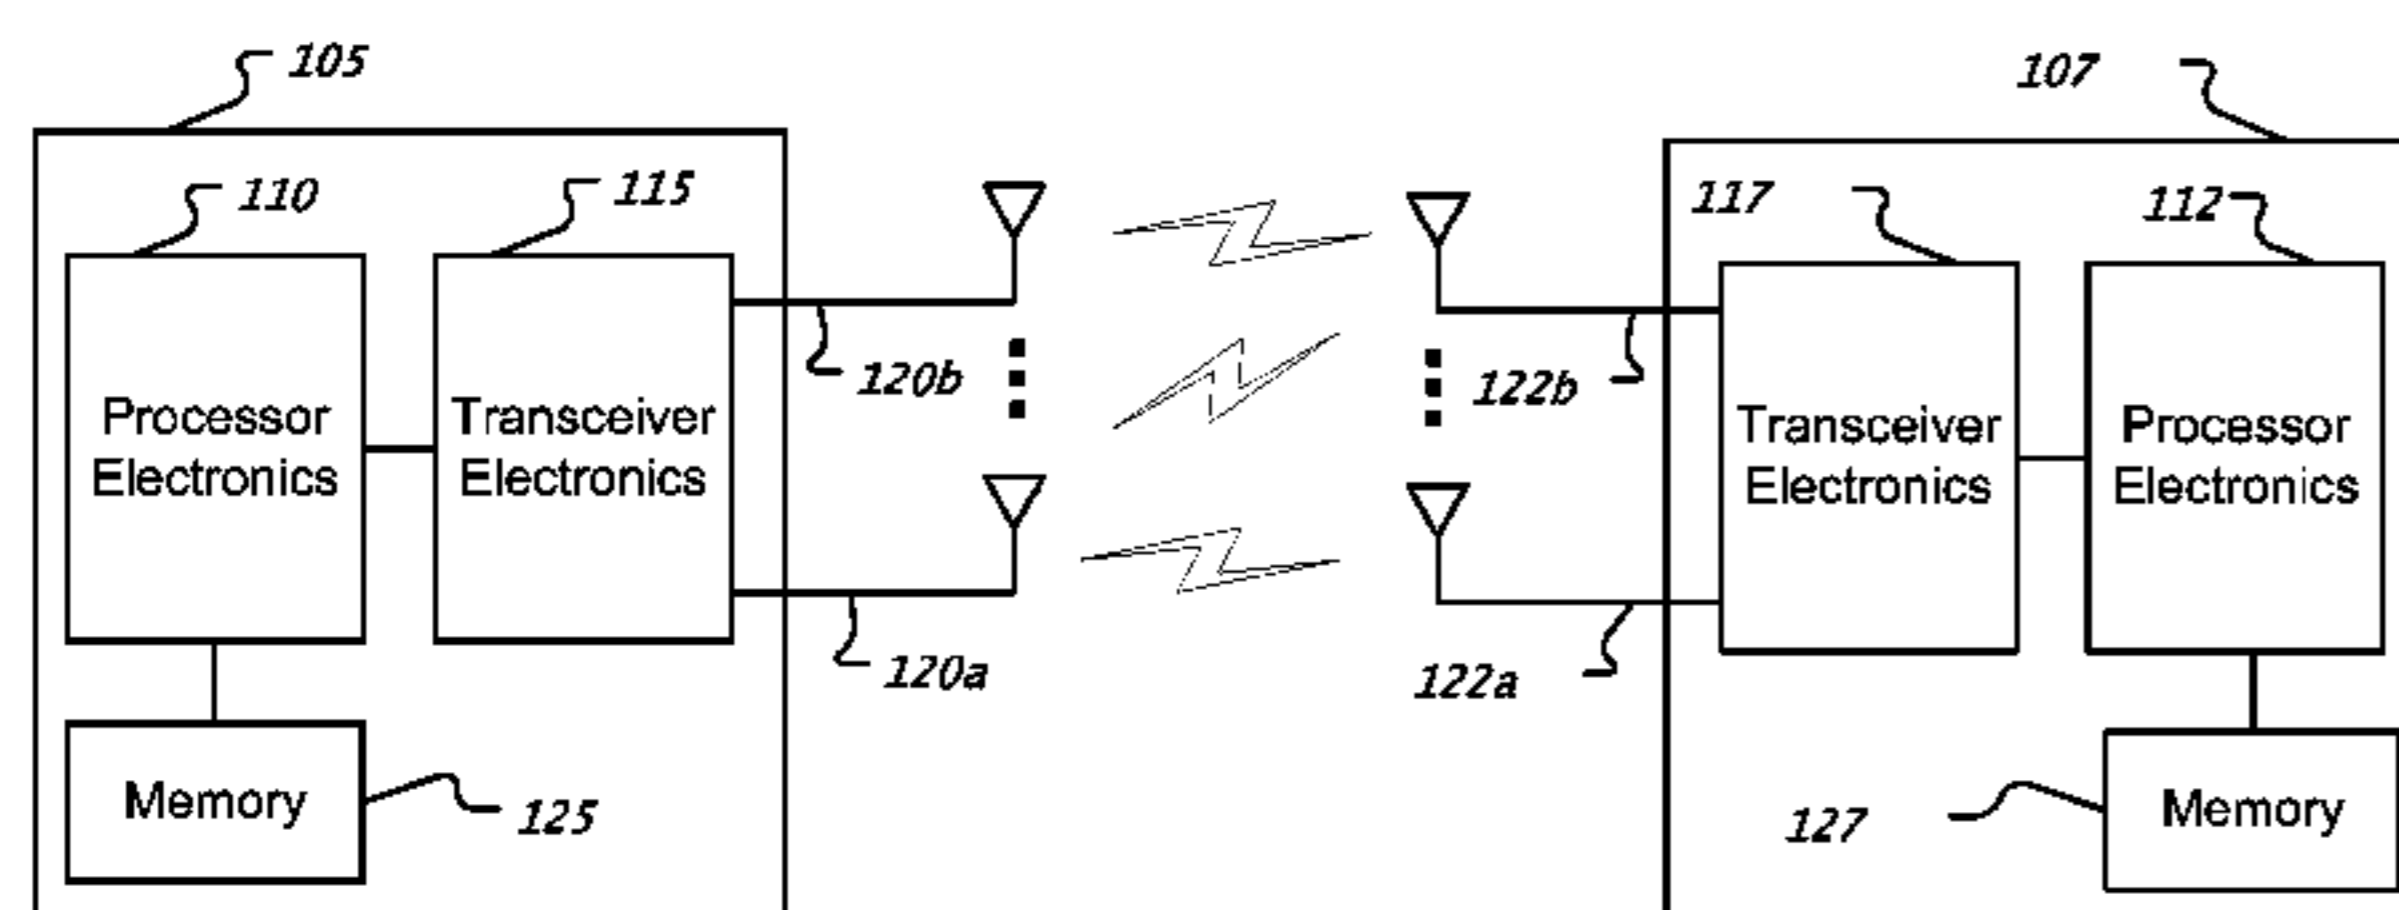 105
107
110
115
117
112
120b
122b
Processor
Electronics
Transceiver
Electronics
Transceiver
Electronics
Processor
Electronics
120a
122a
Memory
125
127
Memory